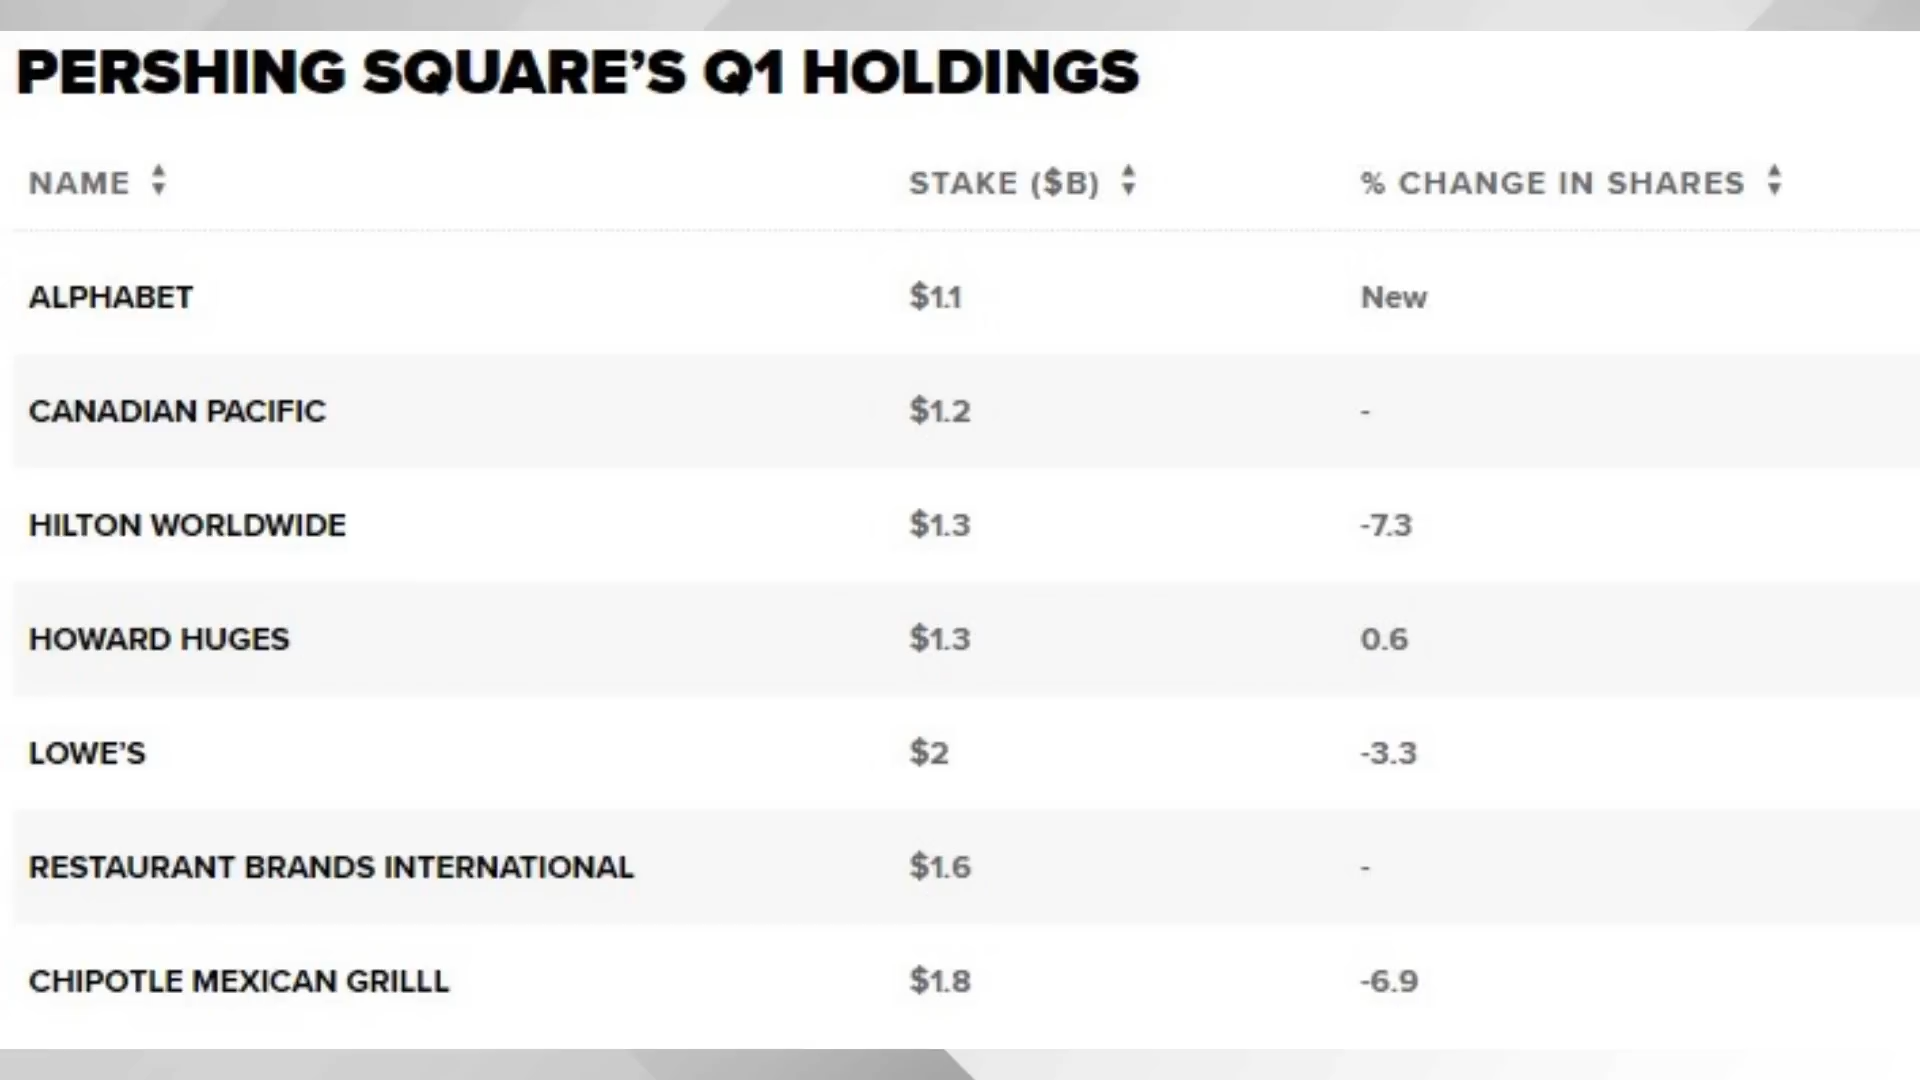 PERSHING SQUARE’S Q1 HOLDINGS
NAME STAKE ($B) % CHANGE IN SHARES
ALPHABET $1.1 New
CANADIAN PACIFIC $1.2 -
HILTON WORLDWIDE $1.3 -7.3
HOWARD HUGES $1.3 0.6
LOWE’S $2 -3.3
RESTAURANT BRANDS INTERNATIONAL $1.6 -
CHIPOTLE MEXICAN GRILLL $1.8 -6.9